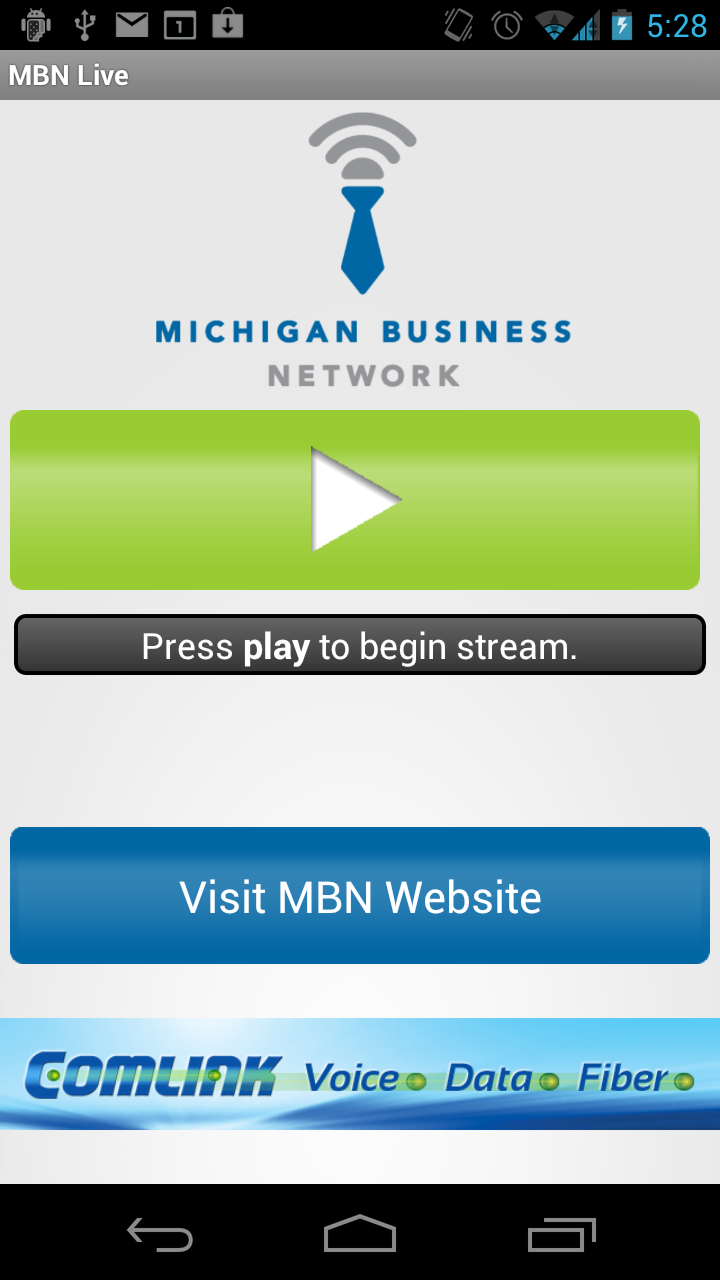 1
5:28
MBN Live
MICHIGAN BUSINESS
NETWORK
Press play to begin stream.
Visit MBN Website
COMLINK Voice Data Fiber